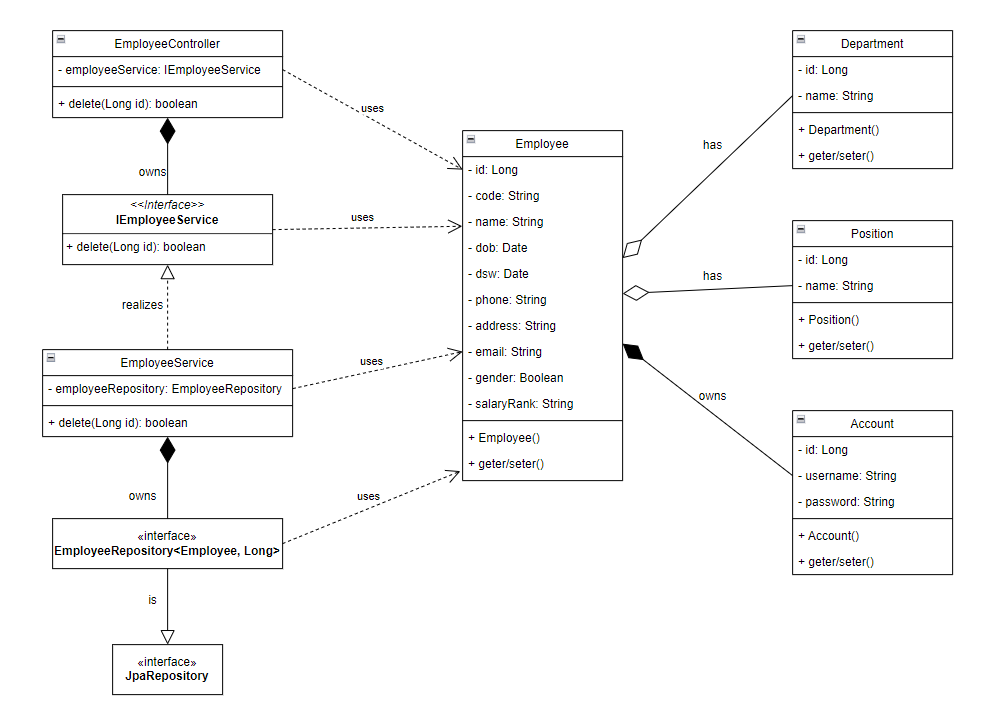 EmployeeController
- employeeService: IEmployeeService
+ delete(Long id): boolean
owns
<<Interface>>
IEmployeeService
+ delete(Long id): boolean
realizes
EmployeeService
- employeeRepository: EmployeeRepository
+ delete(Long id): boolean
owns
«interface»
EmployeeRepository<Employee, Long>
is
«interface»
JpaRepository
uses
uses
uses
uses
Employee
- id: Long
- code: String
- name: String
- dob: Date
- dsw: Date
- phone: String
- address: String
- email: String
- gender: Boolean
- salaryRank: String
+ Employee()
+ geter/seter()
has
has
owns
Department
- id: Long
- name: String
+ Department()
+ geter/seter()
Position
- id: Long
- name: String
+ Position()
+ geter/seter()
Account
- id: Long
- username: String
- password: String
+ Account()
+ geter/seter()